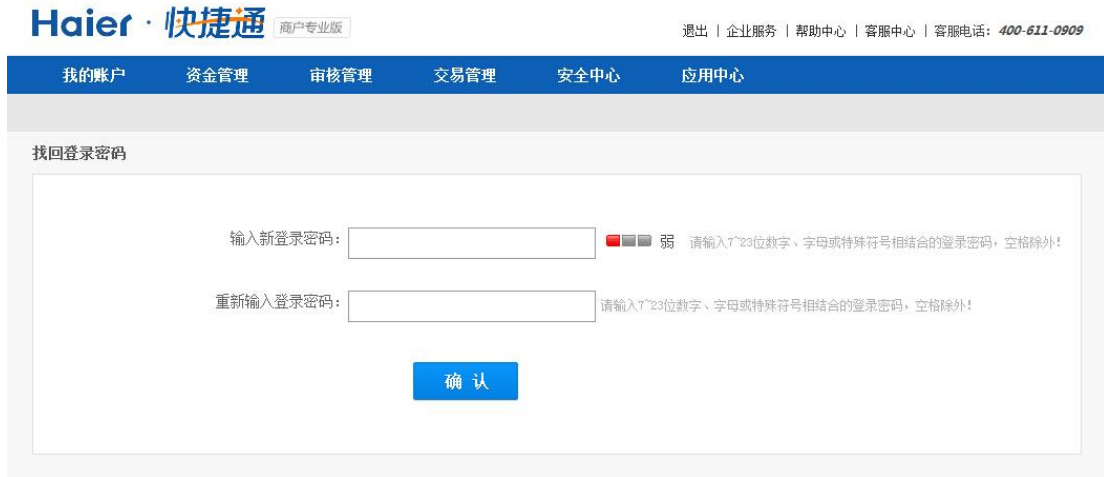 Haier · 快捷通 商户专业版
退出 | 企业服务 | 帮助中心 | 客服中心 | 客服电话：400-611-0909
我的账户 资金管理 审核管理 交易管理 安全中心 应用中心
找回登录密码
输入新登录密码： 弱 请输入7~23位数字、字母或特殊符号相结合的登录密码，空格除外!
重新输入登录密码： 请输入7~23位数字、字母或特殊符号相结合的登录密码，空格除外!
确 认